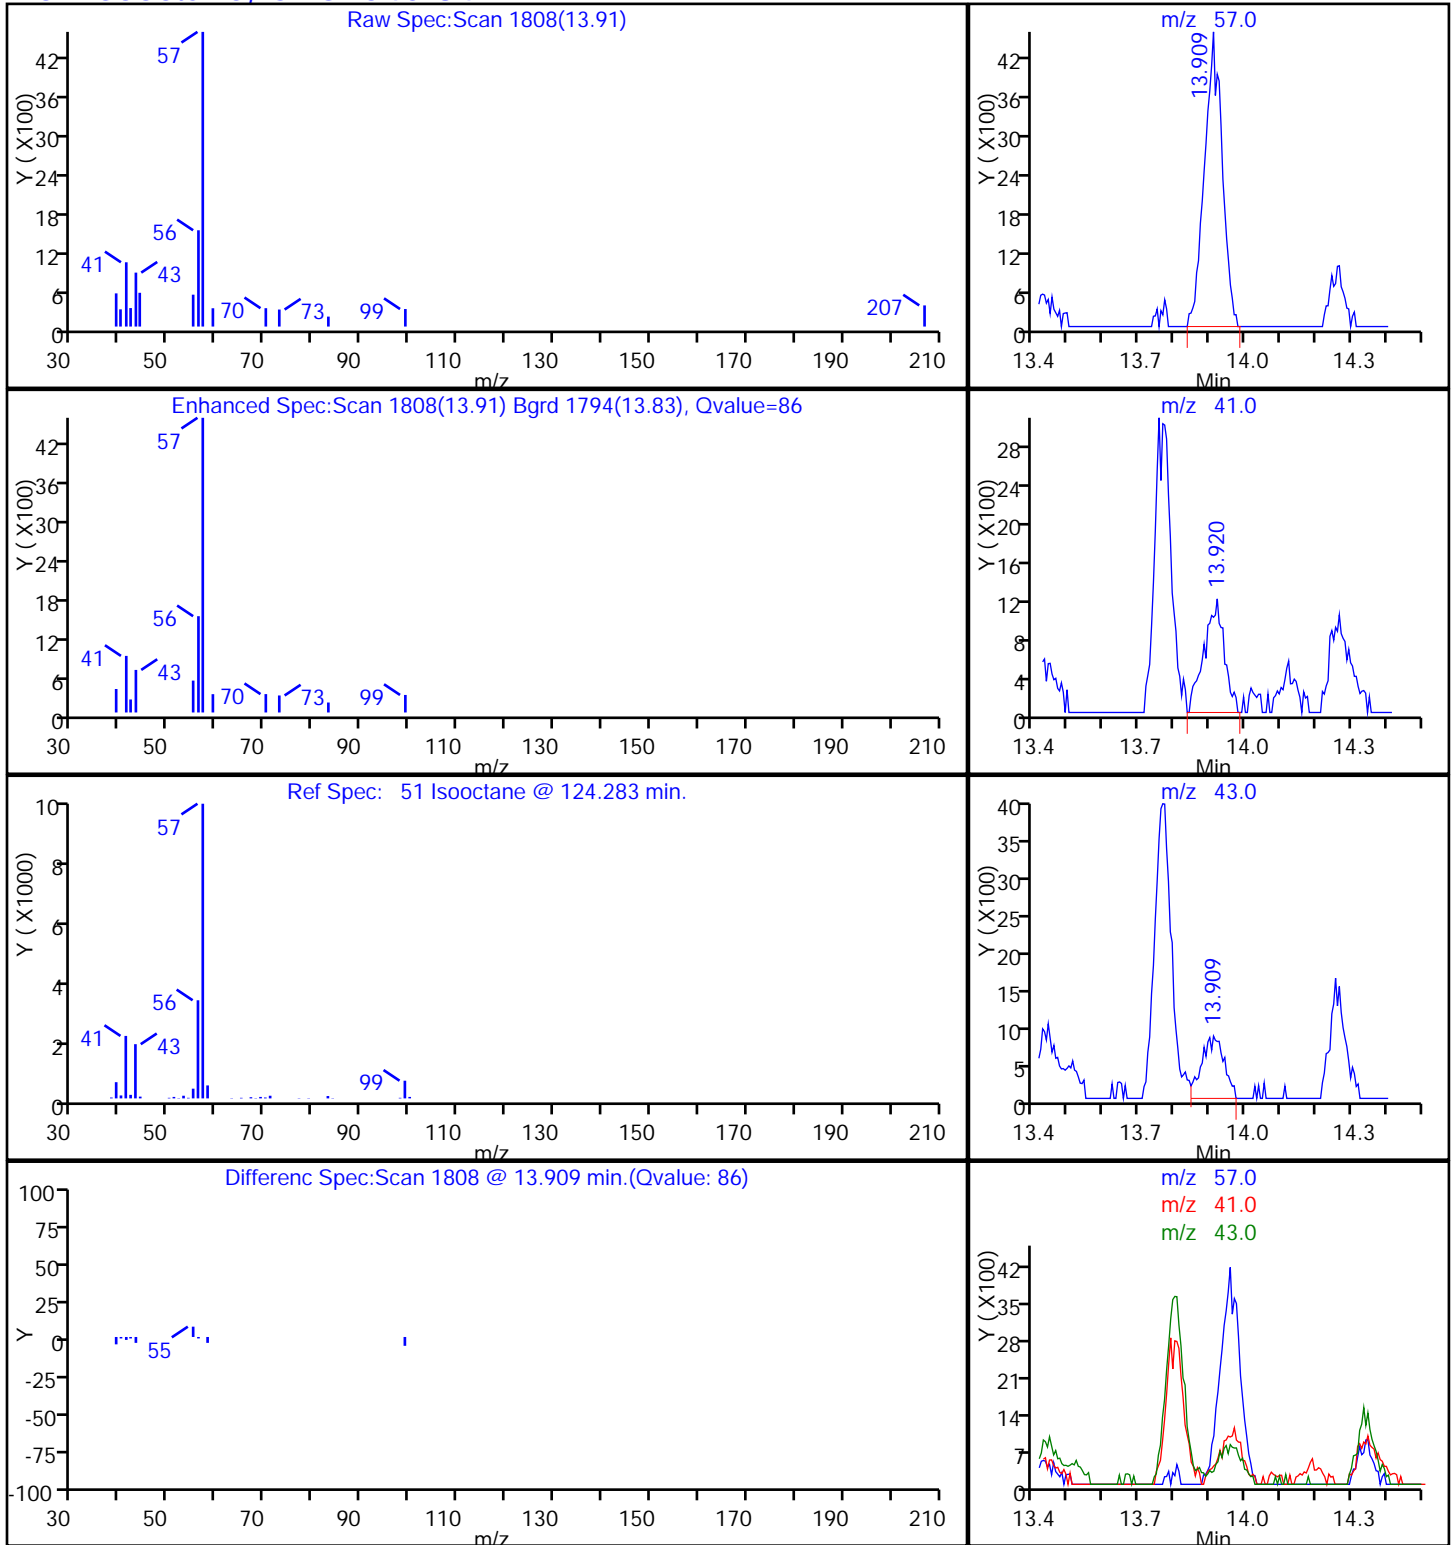 Raw Spec:Scan 1808(13.91)
Y ( X100)
42
36
30
24
18
12
6
0
57
56
41
43
70
73
99
207
30 50 70 90 110 130 150 170 190 210
m/z
m/z 57.0
Y ( X100)
42
36
30
24
18
12
6
0
13.909
13.4 13.7 14.0 14.3
Min
Enhanced Spec:Scan 1808(13.91) Bgrd 1794(13.83), Qvalue=86
Y ( X100)
42
36
30
24
18
12
6
0
57
56
41
43
70
73
99
30 50 70 90 110 130 150 170 190 210
m/z
m/z 41.0
Y ( X100)
28
24
20
16
12
8
4
0
13.920
13.4 13.7 14.0 14.3
Min
Ref Spec: 51 Isooctane @ 124.283 min.
Y ( X1000)
10
8
6
4
2
0
57
56
41
43
99
30 50 70 90 110 130 150 170 190 210
m/z
m/z 43.0
Y ( X100)
40
35
30
25
20
15
10
5
0
13.909
13.4 13.7 14.0 14.3
Min
Differenc Spec:Scan 1808 @ 13.909 min.(Qvalue: 86)
Y
100
75
50
25
0
-25
-50
-75
-100
55
30 50 70 90 110 130 150 170 190 210
m/z
m/z 57.0
m/z 41.0
m/z 43.0
Y ( X100)
42
35
28
21
14
7
0
13.4 13.7 14.0 14.3
Min